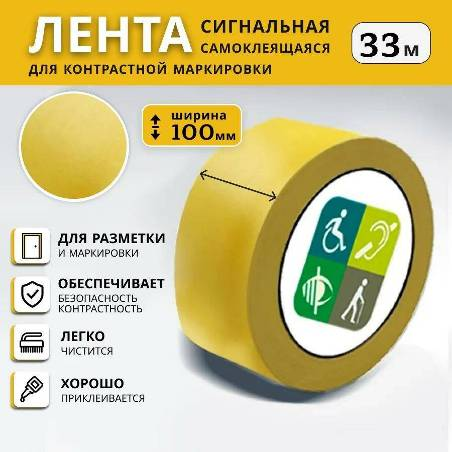 ЛЕНТА
СИГНАЛЬНАЯ
САМОКЛЕЯЩАЯСЯ
ДЛЯ КОНТРАСТНОЙ МАРКИРОВКИ
33м
ширина
100мм
ДЛЯ РАЗМЕТКИ
И МАРКИРОВКИ
ОБЕСПЕЧИВАЕТ
БЕЗОПАСНОСТЬ
КОНТРАСТНОСТЬ
ЛЕГКО
ЧИСТИТСЯ
ХОРОШО
ПРИКЛЕИВАЕТСЯ